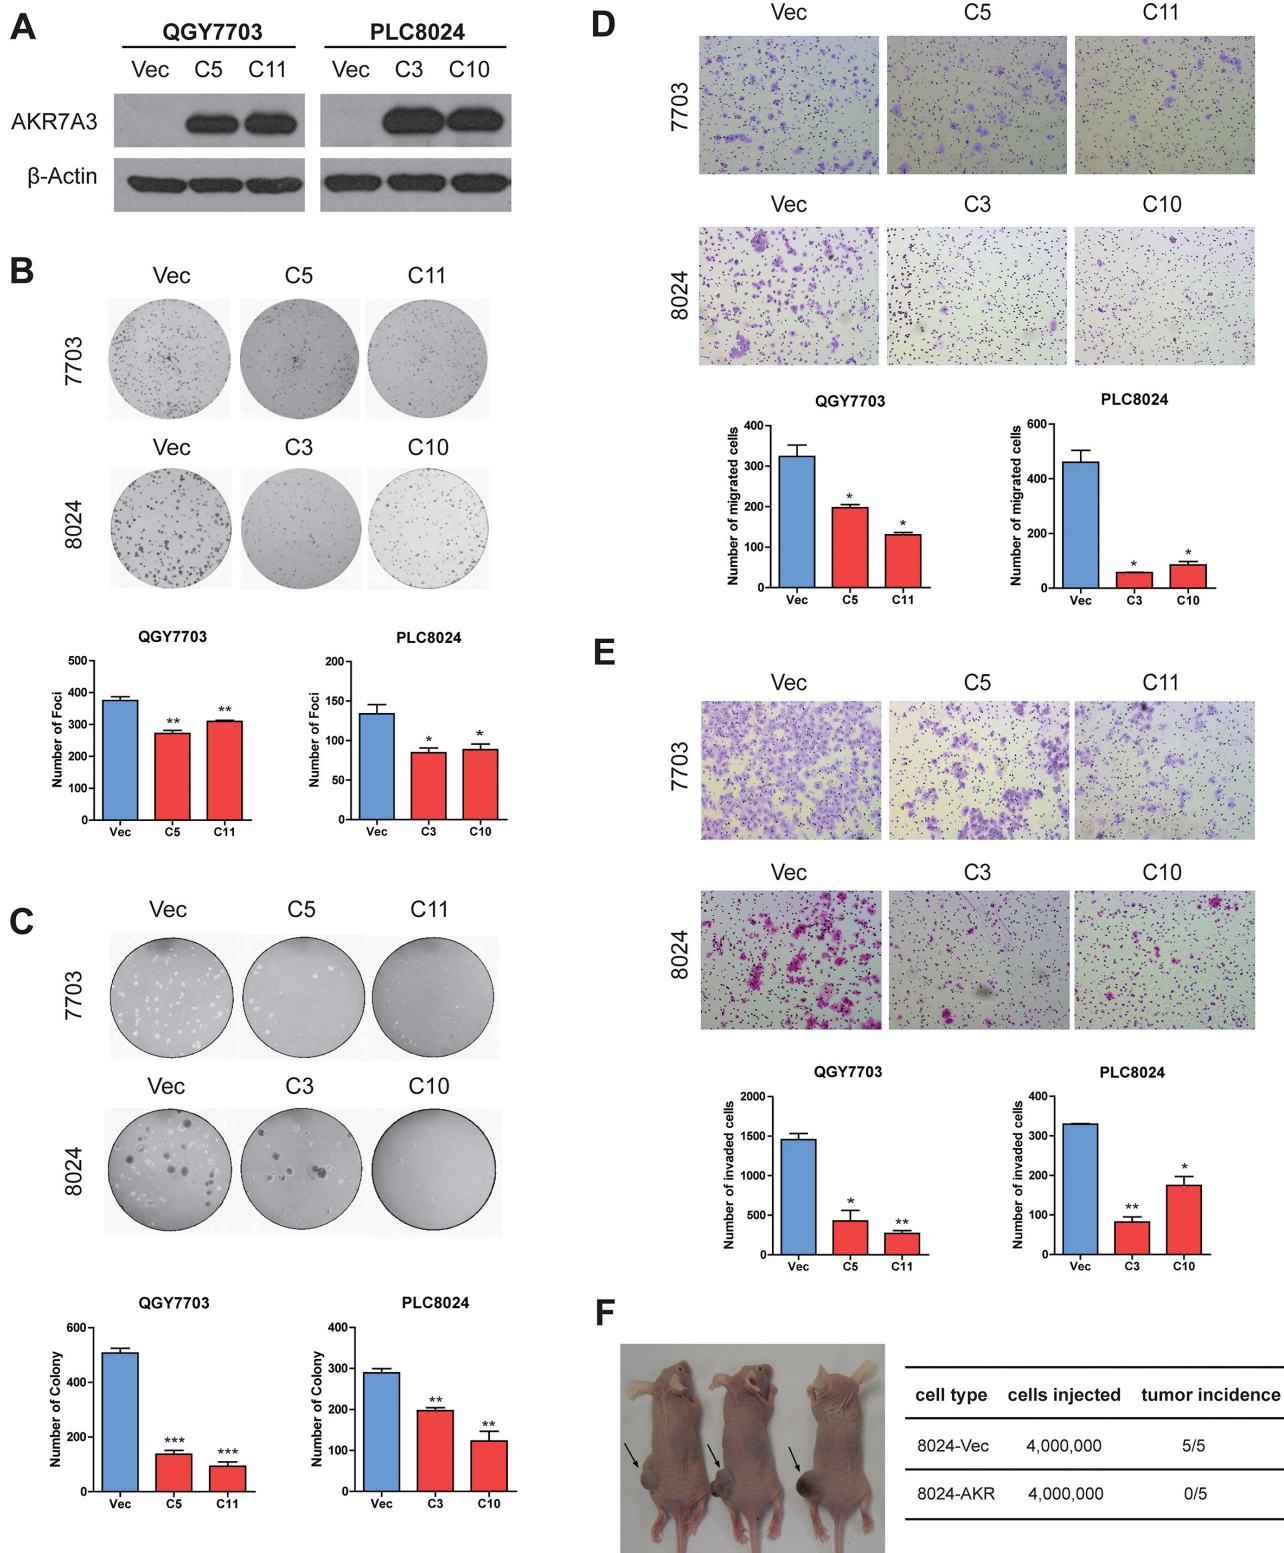 A
QGY7703 PLC8024
Vec C5 C11 Vec C3 C10
AKR7A3
β-Actin
B
Vec C5 C11
7703
Vec C3 C10
8024
QGY7703
Number of Foci
500
400
300
200
100
0
** **
Vec C5 C11
PLC8024
Number of Foci
200
150
100
50
0
* *
Vec C3 C10
C
Vec C5 C11
7703
Vec C3 C10
8024
QGY7703
Number of Colony
600
400
200
0
*** ***
Vec C5 C11
PLC8024
Number of Colony
400
300
200
100
0
** **
Vec C3 C10
D
Vec C5 C11
7703
Vec C3 C10
8024
QGY7703
Number of migrated cells
400
300
200
100
0
* *
Vec C5 C11
PLC8024
Number of migrated cells
600
400
200
0
* *
Vec C3 C10
E
Vec C5 C11
7703
Vec C3 C10
8024
QGY7703
Number of invaded cells
2000
1500
1000
500
0
* **
Vec C5 C11
PLC8024
Number of invaded cells
400
300
200
100
0
** *
Vec C3 C10
F
cell type cells injected tumor incidence
8024-Vec 4,000,000 5/5
8024-AKR 4,000,000 0/5